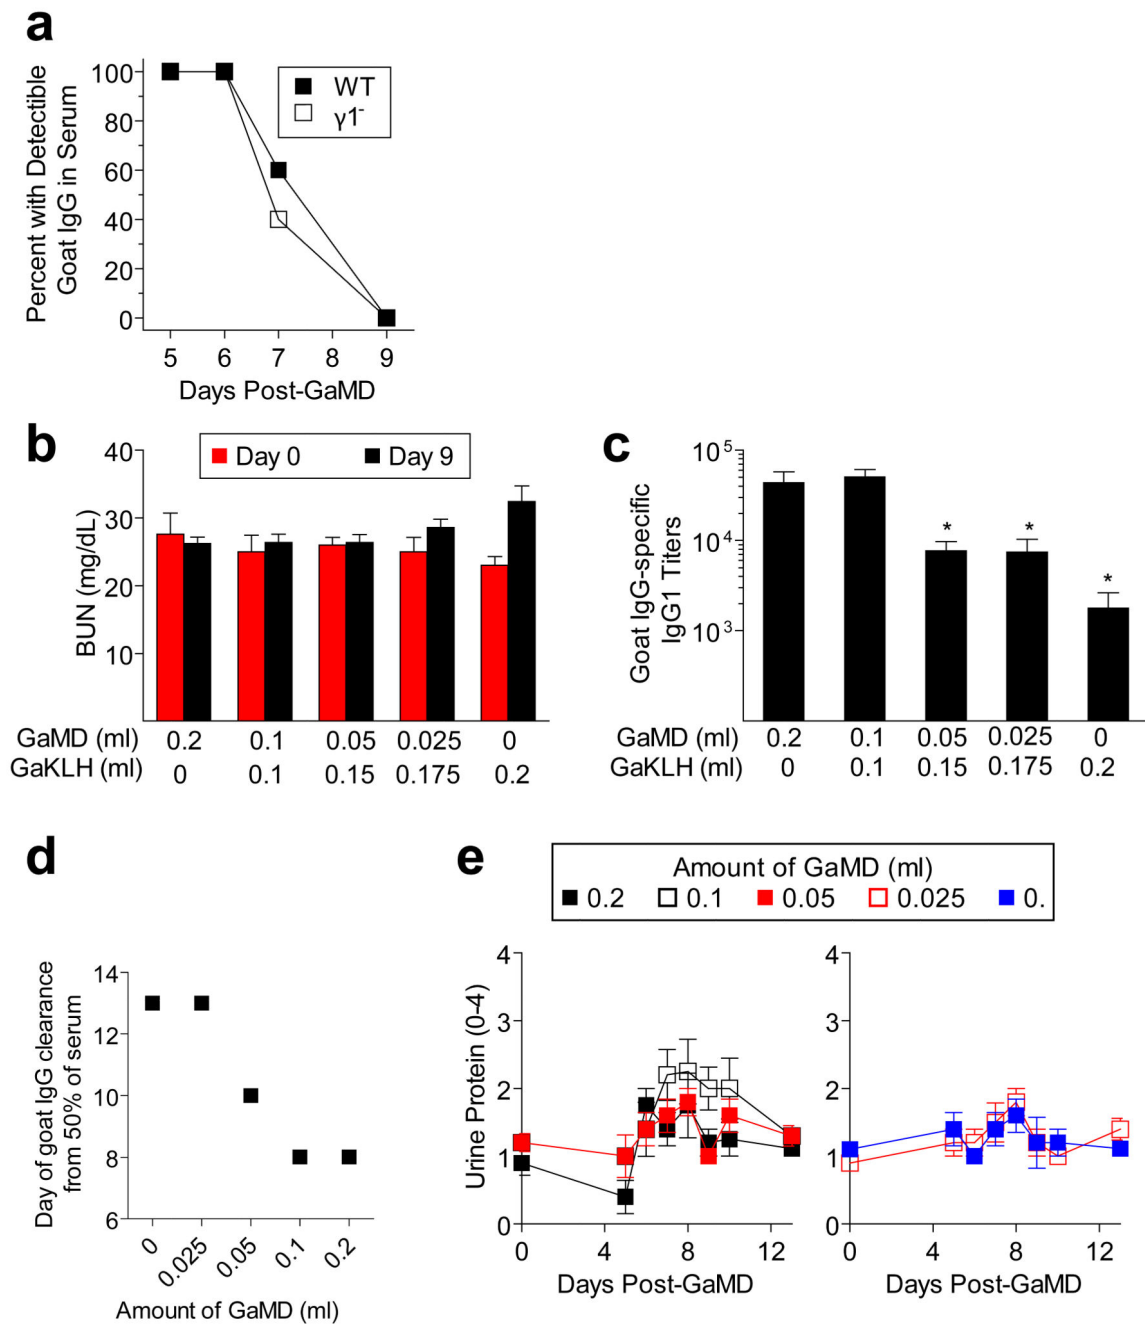 a
Percent with Detectible
Goat IgG in Serum
100
80
60
40
20
0
WT
γ1-
5 6 7 8 9
Days Post-GaMD
b
BUN (mg/dL)
40
30
20
10
Day 0 Day 9
GaMD (ml) 0.2 0.1 0.05 0.025 0
GaKLH (ml) 0 0.1 0.15 0.175 0.2
c
Goat IgG-specific
IgG1 Titers
10^5
10^4
10^3
* * *
GaMD (ml) 0.2 0.1 0.05 0.025 0
GaKLH (ml) 0 0.1 0.15 0.175 0.2
d
Day of goat IgG clearance
from 50% of serum
14
12
10
8
6
0 0.025 0.05 0.1 0.2
Amount of GaMD (ml)
e
Amount of GaMD (ml)
0.2 0.1 0.05 0.025 0.
Urine Protein (0-4)
4
3
2
1
0
0 4 8 12
Days Post-GaMD
4
3
2
1
0
0 4 8 12
Days Post-GaMD